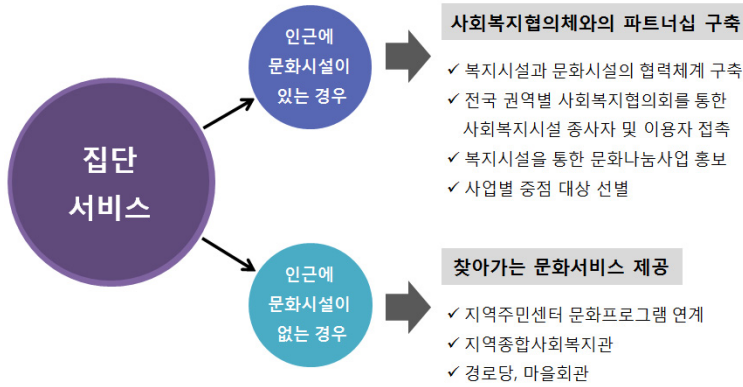 집단
서비스
인근에
문화시설이
있는 경우
사회복지협의체와의 파트너십 구축
✓ 복지시설과 문화시설의 협력체계 구축
✓ 전국 권역별 사회복지협의회를 통한
사회복지시설 종사자 및 이용자 접촉
✓ 복지시설을 통한 문화나눔사업 홍보
✓ 사업별 중점 대상 선별
인근에
문화시설이
없는 경우
찾아가는 문화서비스 제공
✓ 지역주민센터 문화프로그램 연계
✓ 지역종합사회복지관
✓ 경로당, 마을회관